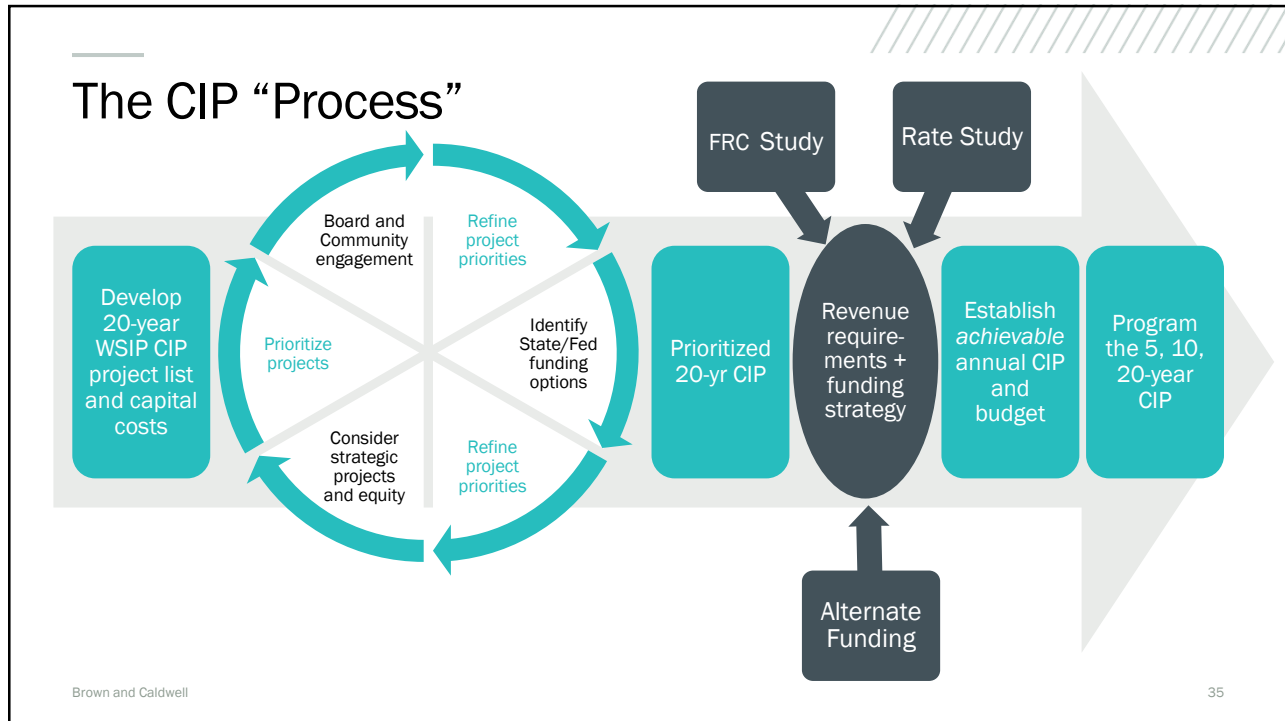 The CIP “Process”
Develop
20-year
WSIP CIP
project list
and capital
costs
Board and
Community
engagement
Refine
project
priorities
Identify
State/Fed
funding
options
Refine
project
priorities
Consider
strategic
projects
and equity
Prioritize
projects
Prioritized
20-yr CIP
FRC Study
Rate Study
Revenue
require-
ments +
funding
strategy
Alternate
Funding
Establish
achievable
annual CIP
and
budget
Program
the 5, 10,
20-year
CIP
Brown and Caldwell
35